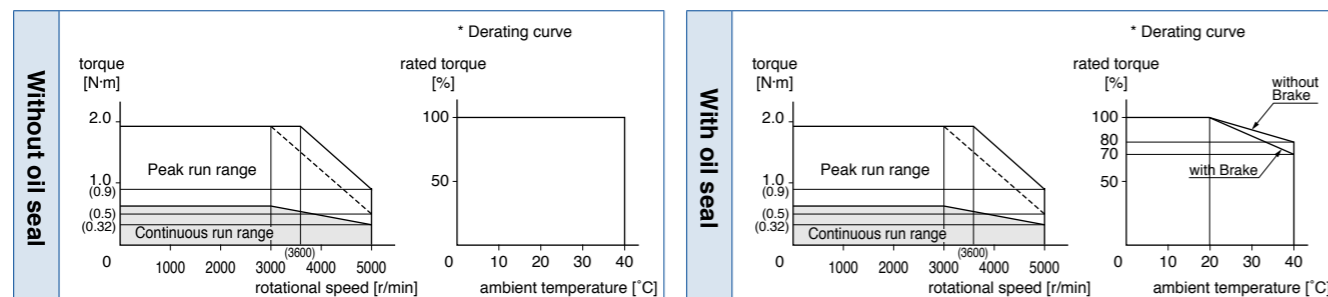 Without oil seal
torque
[N·m]
2.0
1.0
(0.9)
(0.5)
(0.32)
0
Peak run range
Continuous run range
1000 2000 3000 (3600) 4000 5000
rotational speed [r/min]
* Derating curve
rated torque
[%]
100
50
0 10 20 30 40
ambient temperature [˚C]
With oil seal
torque
[N·m]
2.0
1.0
(0.9)
(0.5)
(0.32)
0
Peak run range
Continuous run range
1000 2000 3000 (3600) 4000 5000
rotational speed [r/min]
* Derating curve
rated torque
[%]
without
Brake
100
80
70
with Brake
50
0 10 20 30 40
ambient temperature [˚C]